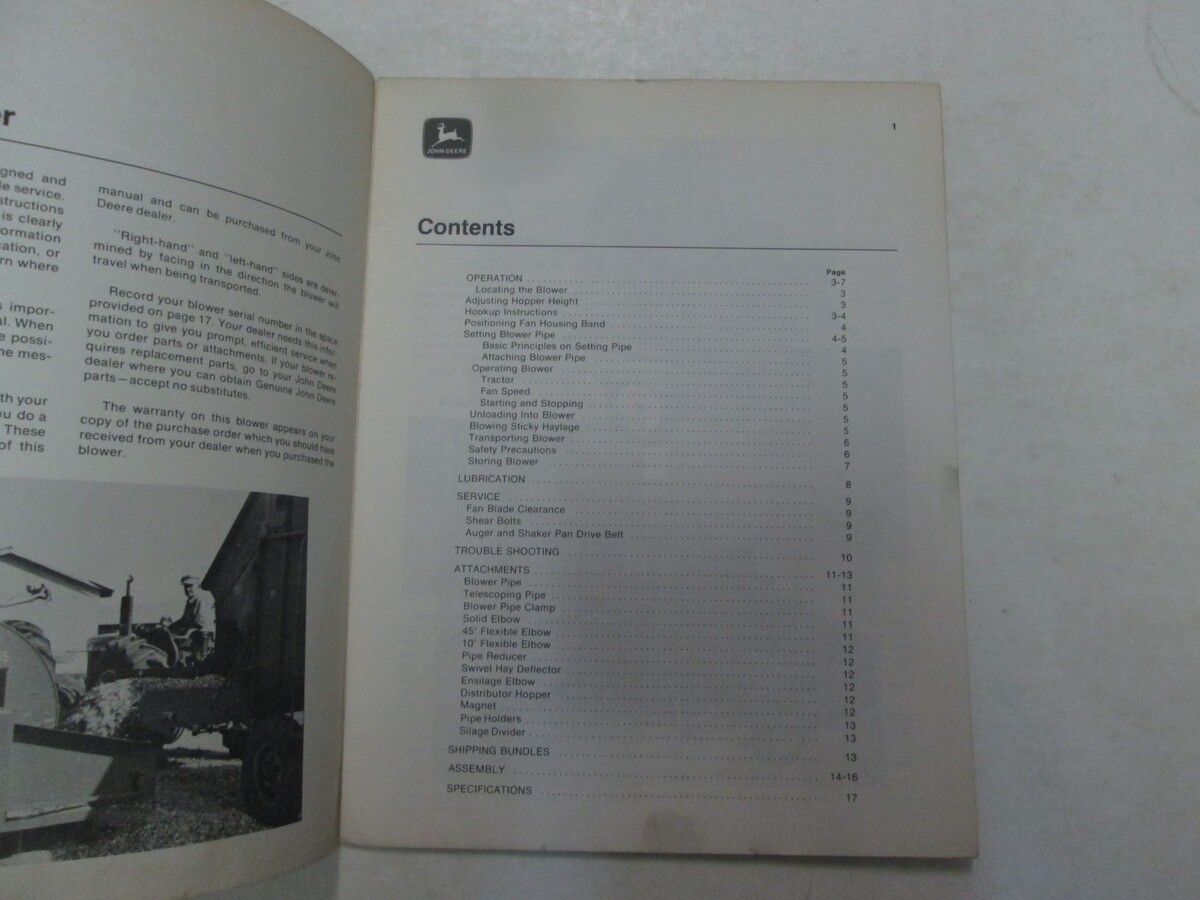 r
gned and
le service.
structions
is clearly
ormation
cation, or
rn where
s impor-
al. When
e possi-
he mes-
th your
ou do a
These
of this
manual and can be purchased from your John
Deere dealer.
"Right-hand" and "left-hand" sides are deter-
mined by facing in the direction the blower will
travel when being transported.
Record your blower serial number in the space
provided on page 17. Your dealer needs this infor-
mation to give you prompt, efficient service when
you order parts or attachments. If your blower re-
quires replacement parts, go to your John Deere
dealer where you can obtain Genuine John Deere
parts—accept no substitutes.
The warranty on this blower appears on your
copy of the purchase order which you should have
received from your dealer when you purchased the
blower.
JOHN DEERE
1
Contents
Page
OPERATION 3-7
Locating the Blower 3
Adjusting Hopper Height 3
Hookup Instructions 3-4
Positioning Fan Housing Band 4
Setting Blower Pipe 4-5
Basic Principles on Setting Pipe 4
Attaching Blower Pipe 5
Operating Blower 5
Tractor 5
Fan Speed 5
Starting and Stopping 5
Unloading Into Blower 5
Blowing Sticky Haylage 5
Transporting Blower 6
Safety Precautions 6
Storing Blower 7
LUBRICATION 8
SERVICE 9
Fan Blade Clearance 9
Shear Bolts 9
Auger and Shaker Pan Drive Belt 9
TROUBLE SHOOTING 10
ATTACHMENTS 11-13
Blower Pipe 11
Telescoping Pipe 11
Blower Pipe Clamp 11
Solid Elbow 11
45° Flexible Elbow 11
10° Flexible Elbow 12
Pipe Reducer 12
Swivel Hay Deflector 12
Ensilage Elbow 12
Distributor Hopper 12
Magnet 12
Pipe Holders 13
Silage Divider 13
SHIPPING BUNDLES 13
ASSEMBLY 14-16
SPECIFICATIONS 17